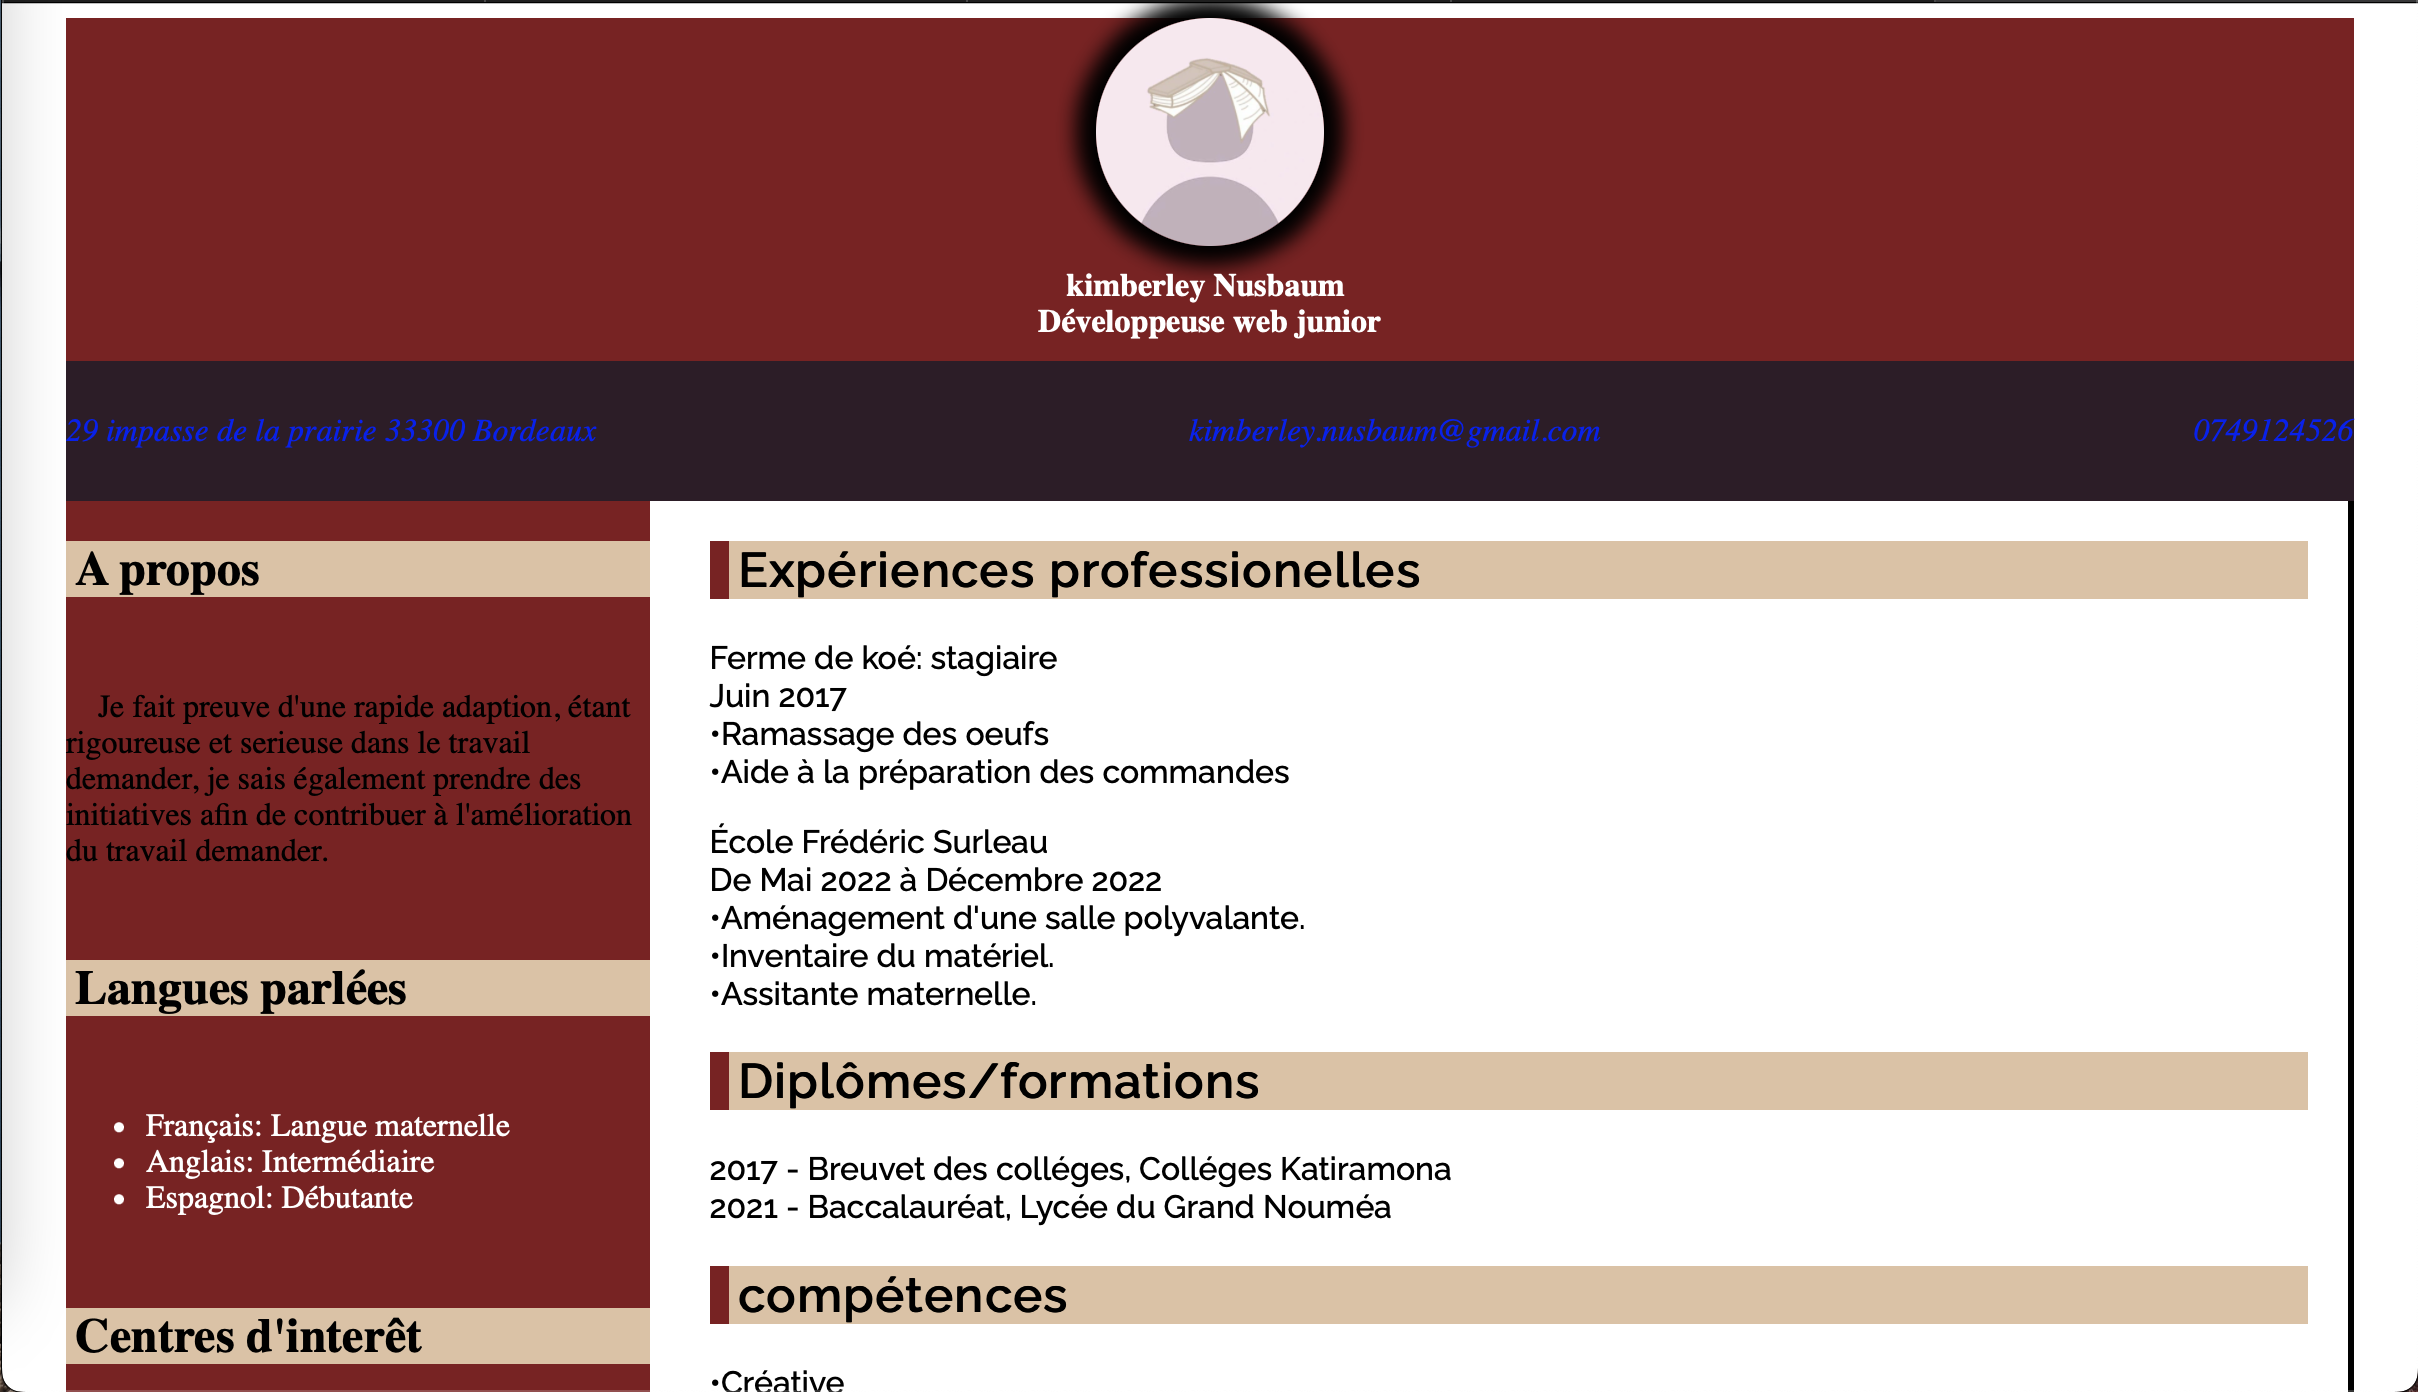 kimberley Nusbaum
Développeuse web junior
29 impasse de la prairie 33300 Bordeaux
kimberley.nusbaum@gmail.com
0749124526
A propos
Je fait preuve d'une rapide adaption, étant
rigoureuse et serieuse dans le travail
demander, je sais également prendre des
initiatives afin de contribuer à l'amélioration
du travail demander.
Langues parlées
• Français: Langue maternelle
• Anglais: Intermédiaire
• Espagnol: Débutante
Centres d'interêt
Expériences professionelles
Ferme de koé: stagiaire
Juin 2017
•Ramassage des oeufs
•Aide à la préparation des commandes
École Frédéric Surleau
De Mai 2022 à Décembre 2022
•Aménagement d'une salle polyvalante.
•Inventaire du matériel.
•Assitante maternelle.
Diplômes/formations
2017 - Breuvet des colléges, Colléges Katiramona
2021 - Baccalauréat, Lycée du Grand Nouméa
compétences
•Créative